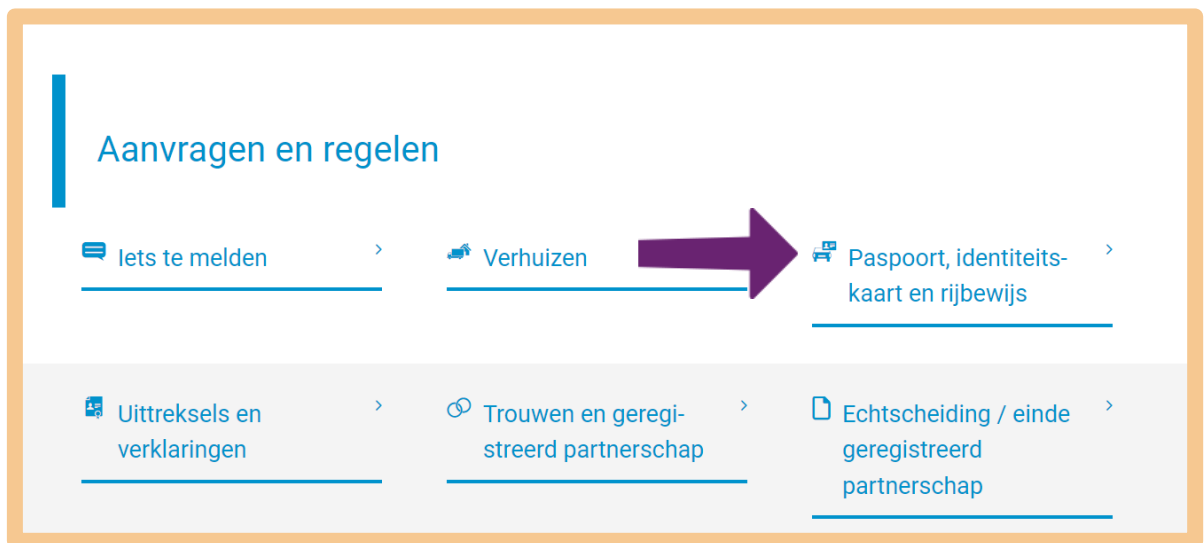 Aanvragen en regelen
Iets te melden
Verhuizen
Paspoort, identiteits-
kaart en rijbewijs
Uittreksels en
verklaringen
Trouwen en geregi-
streerd partnerschap
Echtscheiding / einde
geregistreerd
partnerschap